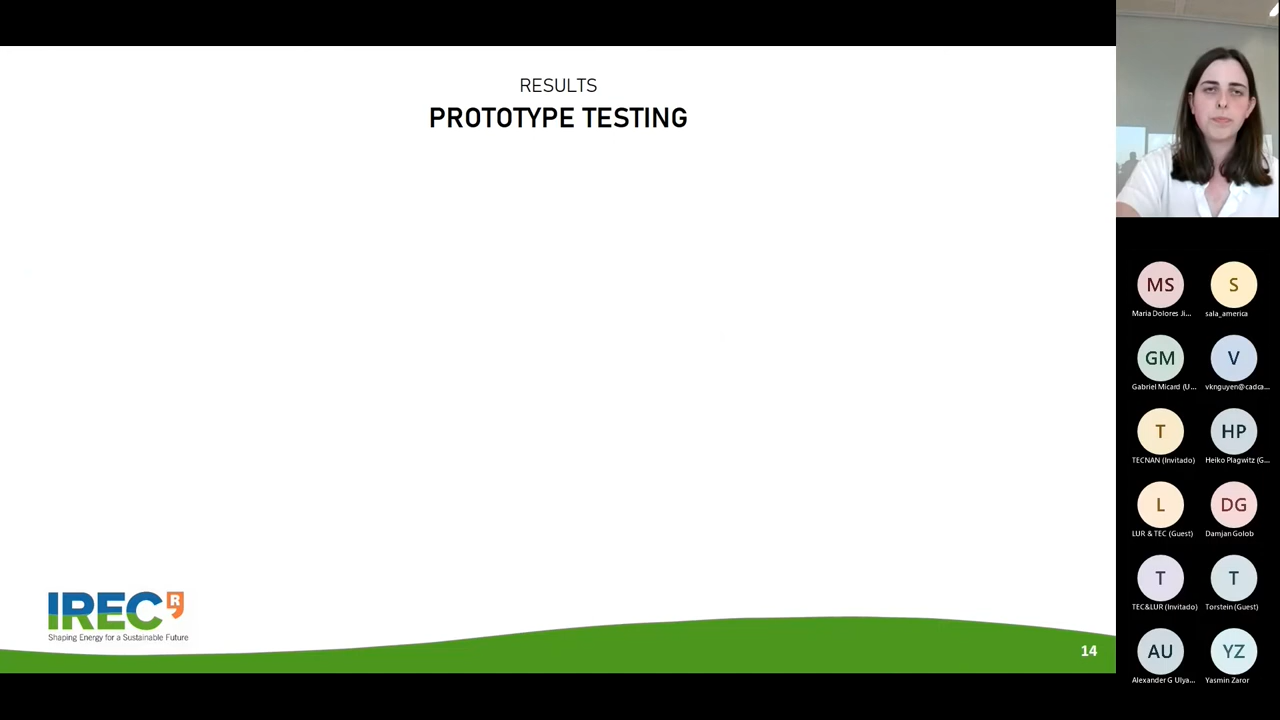 RESULTS
PROTOTYPE TESTING
IREC R
Shaping Energy for a Sustainable Future
14
MS
S
Maria Dolores Ji...
sala_america
GM
V
Gabriel Micard (U...
vknguyen@cadca...
T
HP
TECNAN (Invitado)
Heiko Plagwitz (G...
L
DG
LUR & TEC (Guest)
Damjan Golob
T
T
TEC&LUR (Invitado)
Torstein (Guest)
AU
YZ
Alexander G Ulya...
Yasmin Zaror